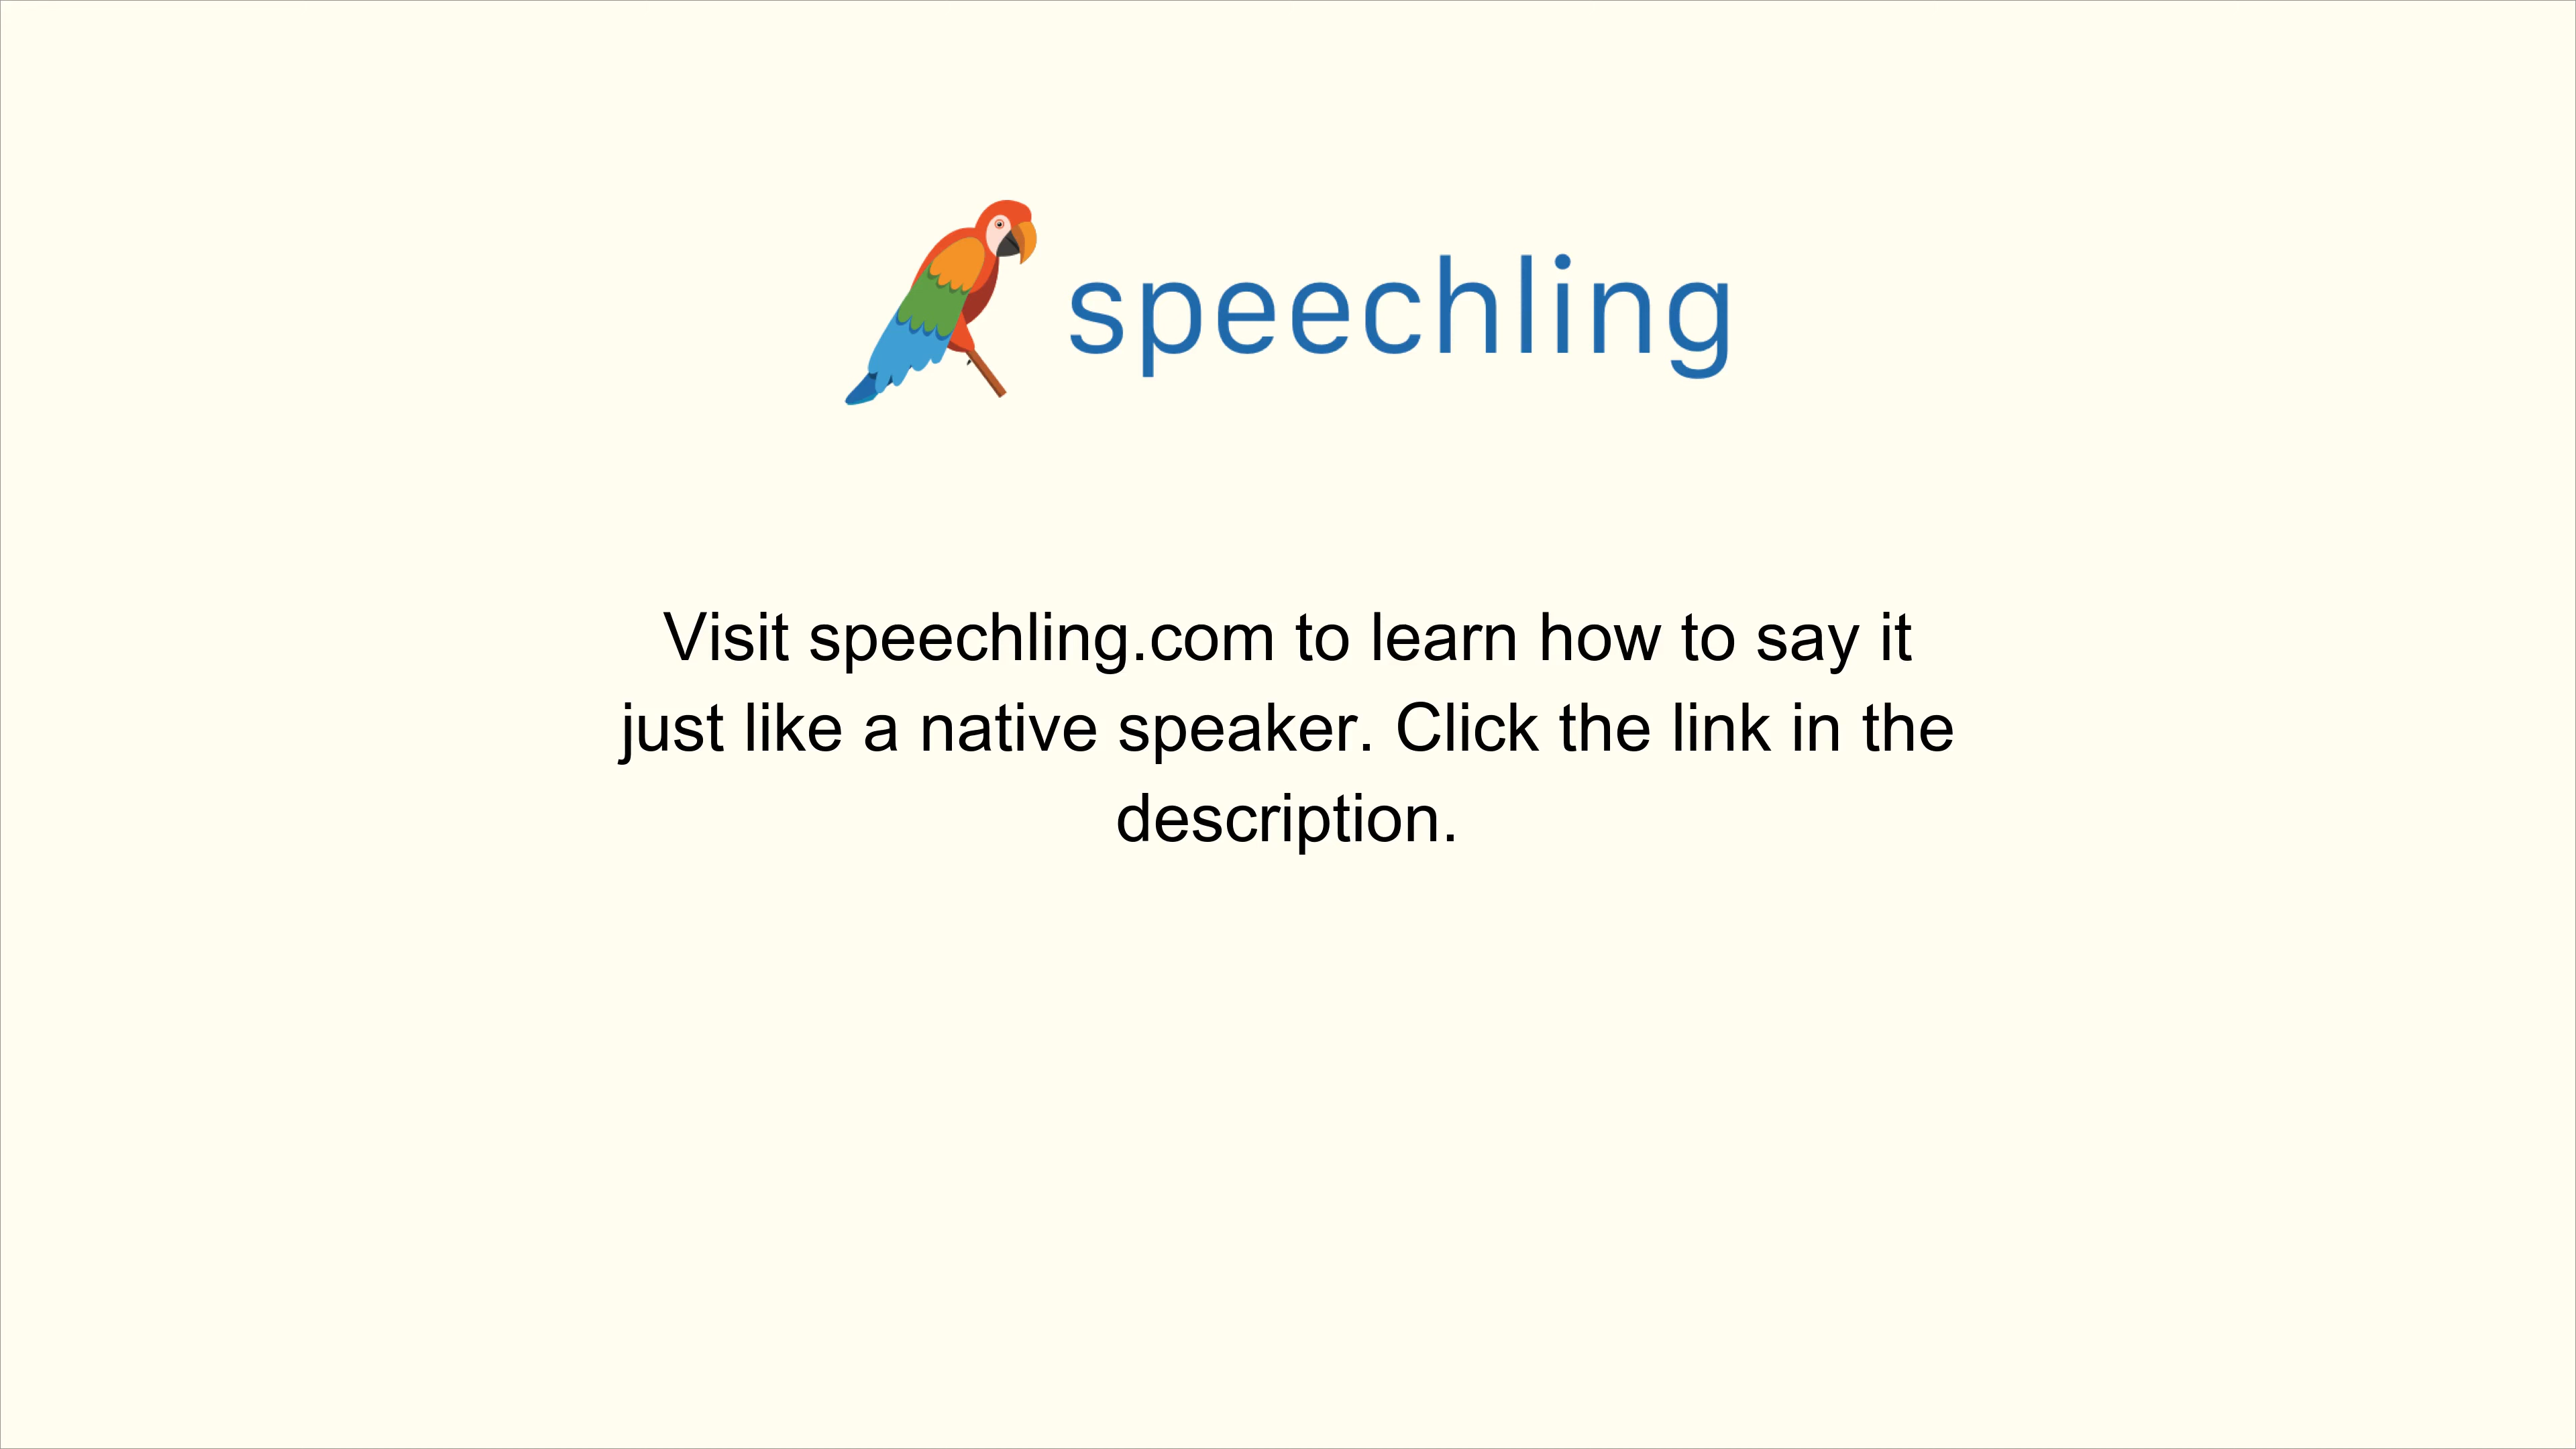 speechling
Visit speechling.com to learn how to say it
just like a native speaker. Click the link in the
description.